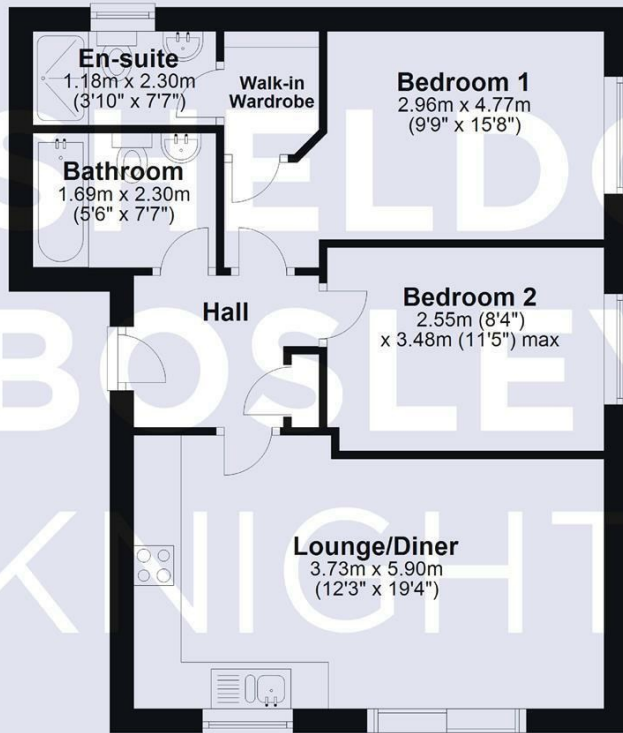 En-suite
1.18m x 2.30m
(3'10" x 7'7")
Walk-in
Wardrobe
Bedroom 1
2.96m x 4.77m
(9'9" x 15'8")
SHELDO
Bathroom
1.69m x 2.30m
(5'6" x 7'7")
Hall
Bedroom 2
2.55m (8'4")
x 3.48m (11'5") max
BOSLEY
Lounge/Diner
3.73m x 5.90m
(12'3" x 19'4")
KNIGHT